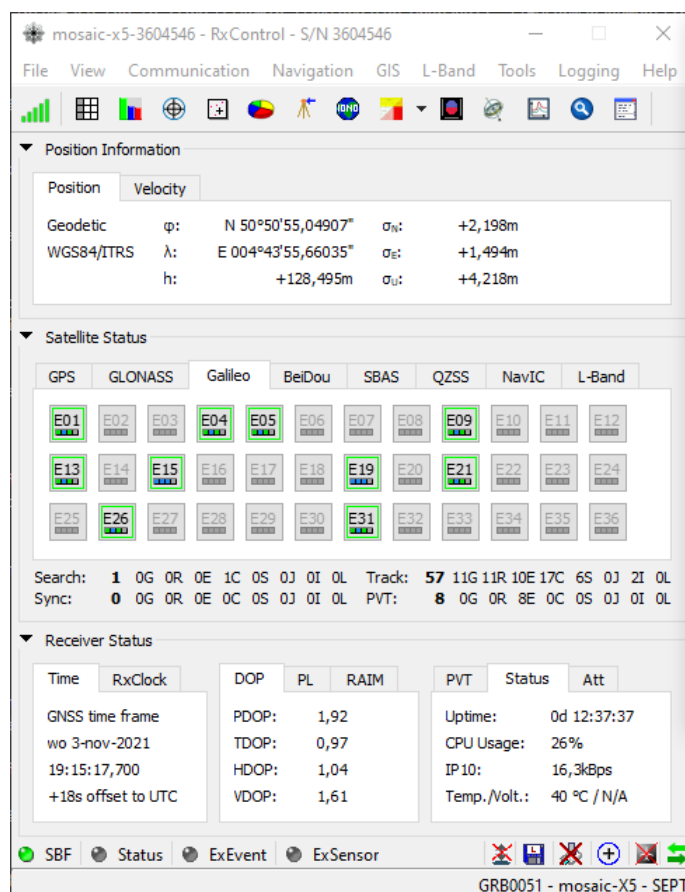 mosaic-x5-3604546 - RxControl - S/N 3604546
File View Communication Navigation GIS L-Band Tools Logging Help
IONO
Position Information
Position Velocity
Geodetic φ: N 50°50'55,04907" σN: +2,198m
WGS84/ITRS λ: E 004°43'55,66035" σE: +1,494m
h: +128,495m σU: +4,218m
Satellite Status
GPS GLONASS Galileo BeiDou SBAS QZSS NavIC L-Band
E01 E02 E03 E04 E05 E06 E07 E08 E09 E10 E11 E12
E13 E14 E15 E16 E17 E18 E19 E20 E21 E22 E23 E24
E25 E26 E27 E28 E29 E30 E31 E32 E33 E34 E35 E36
Search: 1 0G 0R 0E 1C 0S 0J 0I 0L Track: 57 11G 11R 10E 17C 6S 0J 2I 0L
Sync: 0 0G 0R 0E 0C 0S 0J 0I 0L PVT: 8 0G 0R 8E 0C 0S 0J 0I 0L
Receiver Status
Time RxClock DOP PL RAIM PVT Status Att
GNSS time frame PDOP: 1,92 Uptime: 0d 12:37:37
wo 3-nov-2021 TDOP: 0,97 CPU Usage: 26%
19:15:17,700 HDOP: 1,04 IP10: 16,3kBps
+18s offset to UTC VDOP: 1,61 Temp./Volt.: 40 ºC / N/A
SBF Status ExEvent ExSensor
GRB0051 - mosaic-X5 - SEPT